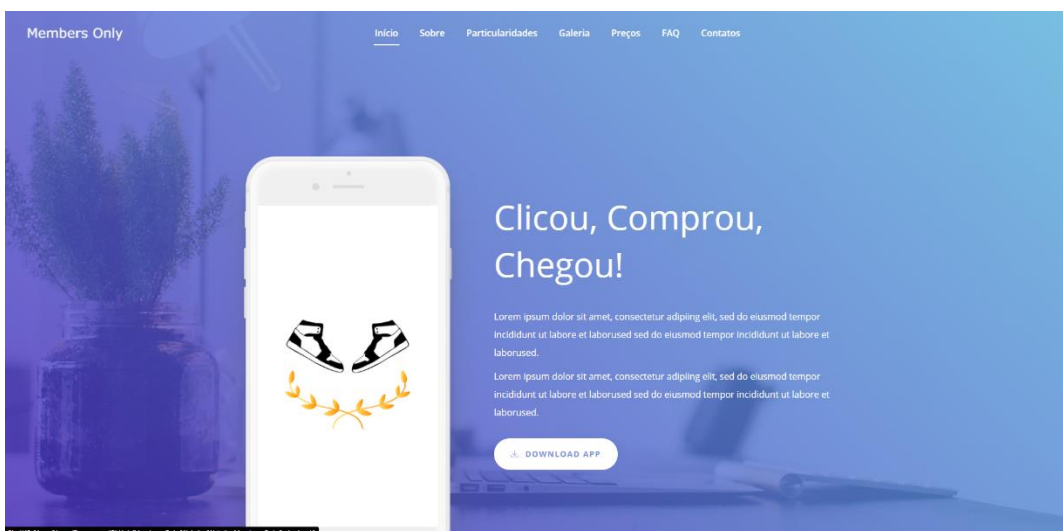 Members Only
Início Sobre Particularidades Galeria Preços FAQ Contatos
Clicou, Comprou,
Chegou!
Lorem ipsum dolor sit amet, consectetur adipiing elit, sed do eiusmod tempor
incididunt ut labore et laborused sed do eiusmod tempor incididunt ut labore et
laborused.
Lorem ipsum dolor sit amet, consectetur adipiing elit, sed do eiusmod tempor
incididunt ut labore et laborused sed do eiusmod tempor incididunt ut labore et
laborused.
DOWNLOAD APP